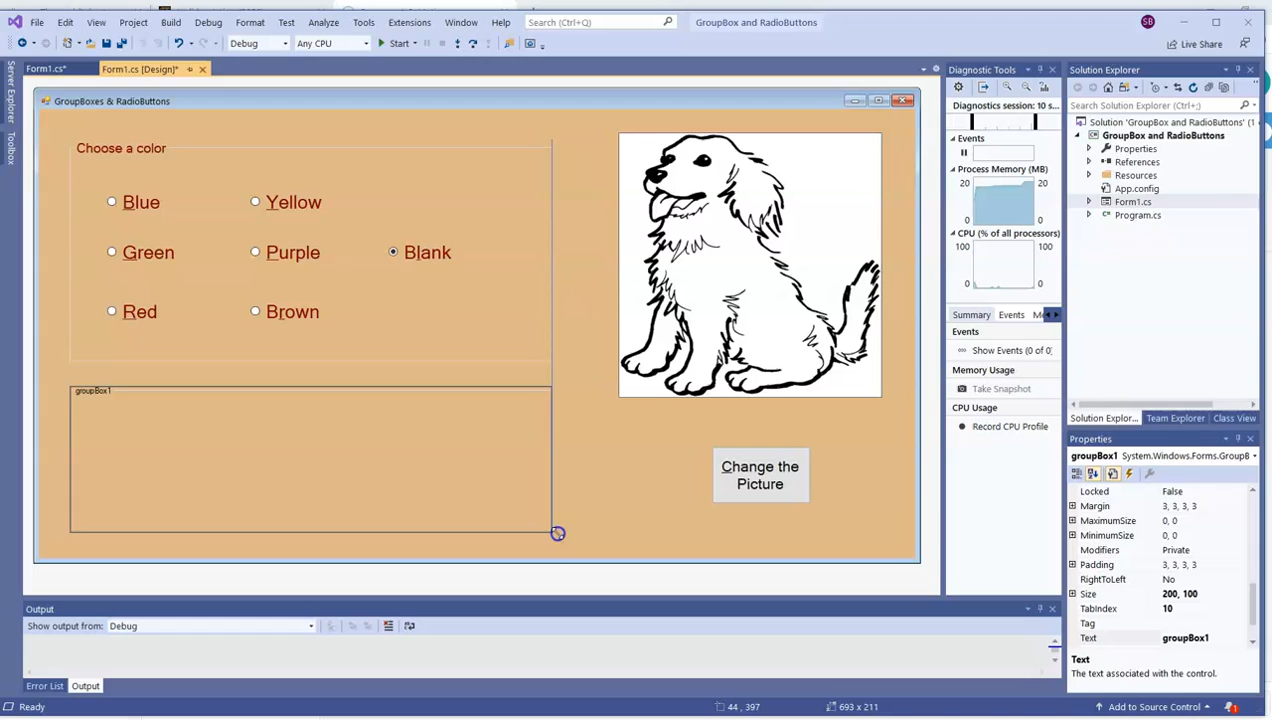 File Edit View Project Build Debug Format Test Analyze Tools Extensions Window Help Search (Ctrl+Q) GroupBox and RadioButtons SB
Debug Any CPU Start Live Share
Form1.cs* Form1.cs [Design]* Diagnostic Tools Solution Explorer
Server Explorer
Toolbox
GroupBoxes & RadioButtons
Choose a color
Blue Yellow
Green Purple Blank
Red Brown
groupBox1
Change the
Picture
Diagnostics session: 10 s
Events
Process Memory (MB)
20 20
0 0
CPU (% of all processors)
100 100
0 0
Summary Events
Events
Show Events (0 of 0)
Memory Usage
Take Snapshot
CPU Usage
Record CPU Profile
Search Solution Explorer (Ctrl+;)
Solution 'GroupBox and RadioButtons' (1
GroupBox and RadioButtons
Properties
References
Resources
App.config
Form1.cs
Program.cs
Solution Explor... Team Explorer Class View
Properties
groupBox1 System.Windows.Forms.GroupB
Locked False
Margin 3, 3, 3, 3
MaximumSize 0, 0
MinimumSize 0, 0
Modifiers Private
Padding 3, 3, 3, 3
RightToLeft No
Size 200, 100
TabIndex 10
Tag
Text groupBox1
Text
The text associated with the control.
Output
Show output from: Debug
Error List Output
Ready 44 , 397 693 x 211 Add to Source Control 1